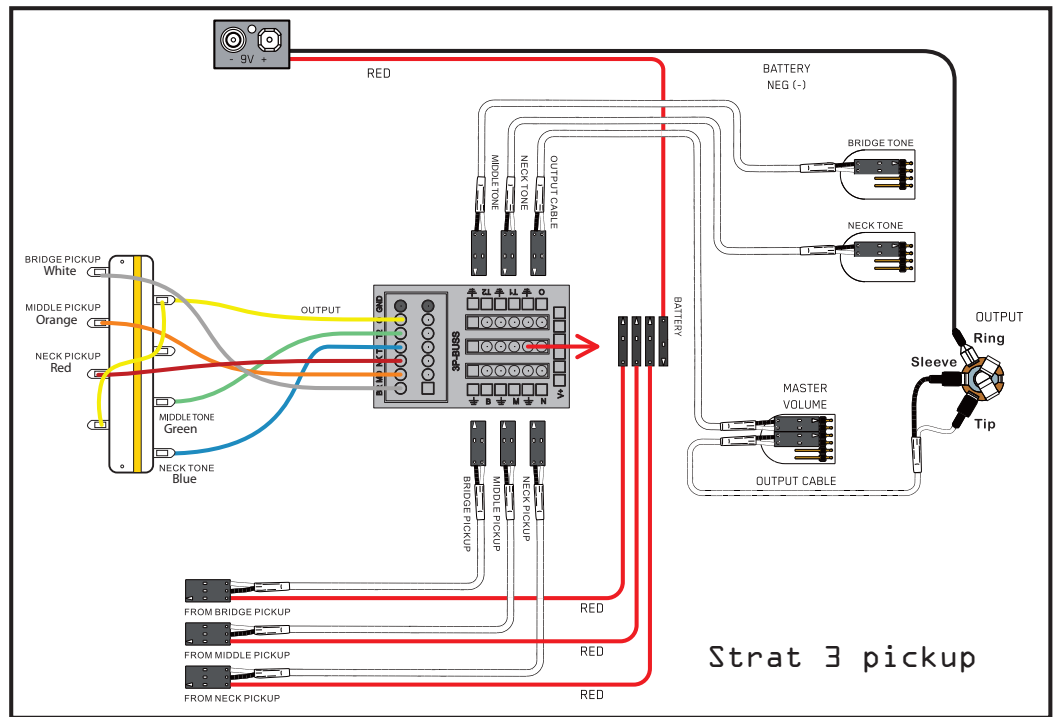 - 9V +
RED
BATTERY
NEG (-)
BRIDGE TONE
NECK TONE
MIDDLE TONE
NECK TONE
OUTPUT CABLE
BRIDGE PICKUP
White
MIDDLE PICKUP
Orange
NECK PICKUP
Red
OUTPUT
MIDDLE TONE
Green
NECK TONE
Blue
GND
B
3P-BUSS
T2
T1
O
V+
B
M
N
BATTERY
OUTPUT
Ring
Sleeve
Tip
MASTER
VOLUME
OUTPUT CABLE
BRIDGE PICKUP
MIDDLE PICKUP
NECK PICKUP
FROM BRIDGE PICKUP
RED
FROM MIDDLE PICKUP
RED
FROM NECK PICKUP
RED
Strat 3 pickup